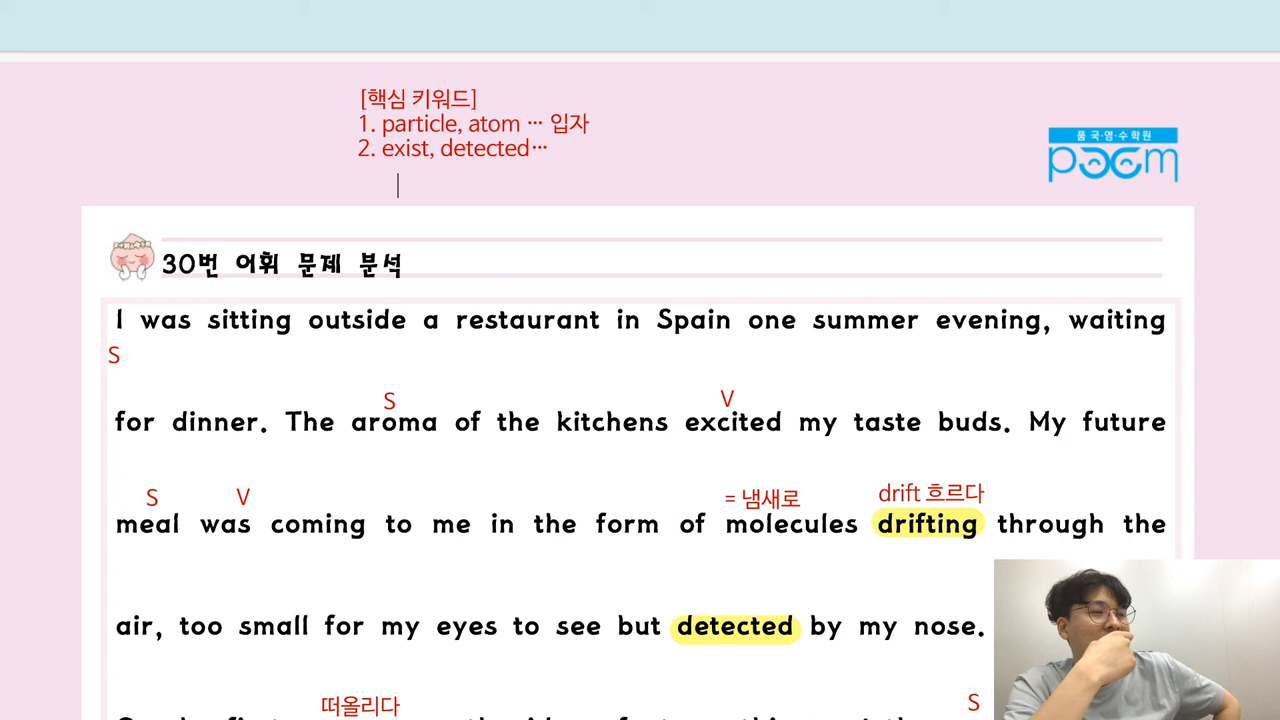 [핵심 키워드]
1. particle, atom ··· 입자
2. exist, detected···
품 국·영·수 학원
poem
30번 어휘 문제 분석
I was sitting outside a restaurant in Spain one summer evening, waiting
S
S V
for dinner. The aroma of the kitchens excited my taste buds. My future
S V = 냄새로 drift 흐르다
meal was coming to me in the form of molecules drifting through the
air, too small for my eyes to see but detected by my nose.
떠올리다 S